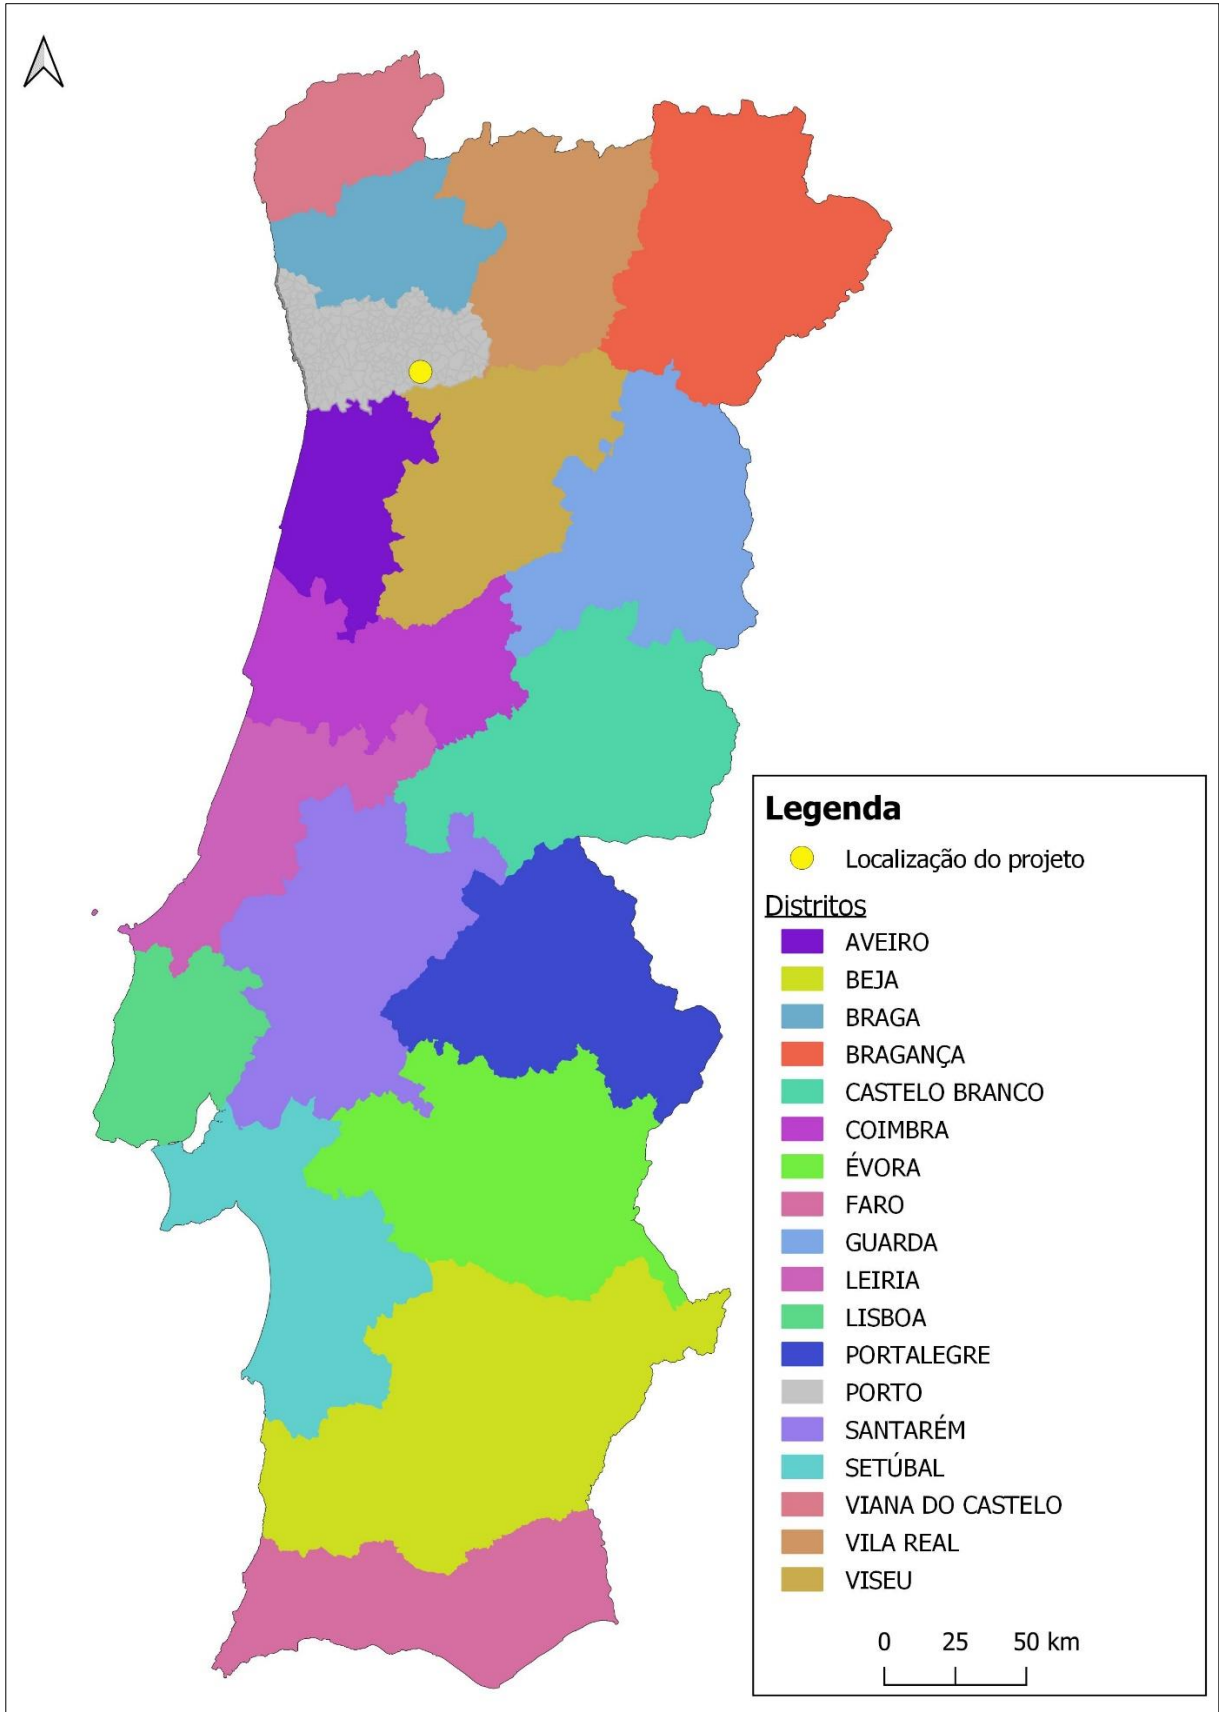 Legenda
Localização do projeto
Distritos
AVEIRO
BEJA
BRAGA
BRAGANÇA
CASTELO BRANCO
COIMBRA
ÉVORA
FARO
GUARDA
LEIRIA
LISBOA
PORTALEGRE
PORTO
SANTARÉM
SETÚBAL
VIANA DO CASTELO
VILA REAL
VISEU
0 25 50 km